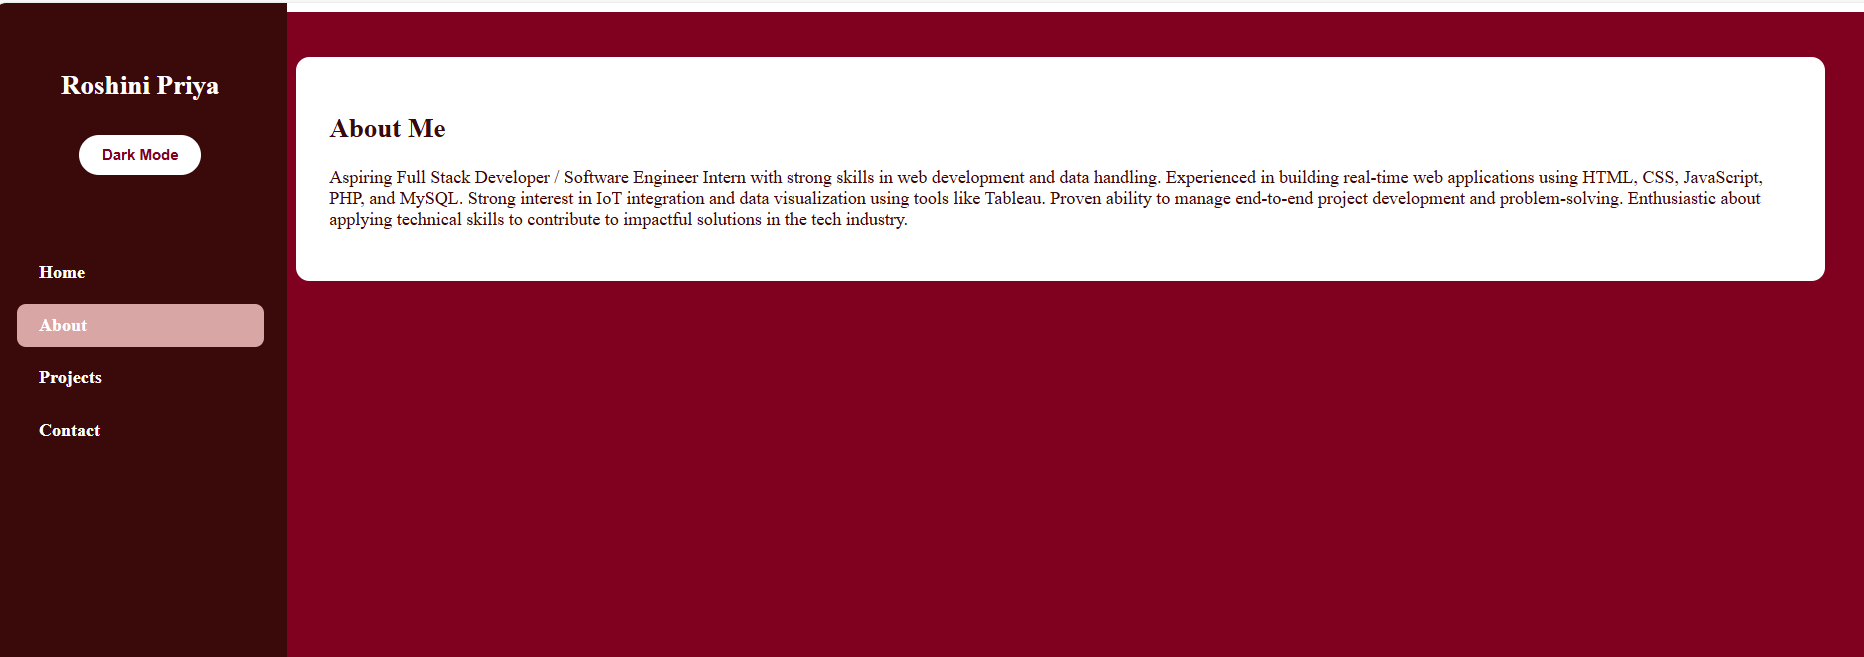 Roshini Priya
Dark Mode
Home
About
Projects
Contact
About Me
Aspiring Full Stack Developer / Software Engineer Intern with strong skills in web development and data handling. Experienced in building real-time web applications using HTML, CSS, JavaScript,
PHP, and MySQL. Strong interest in IoT integration and data visualization using tools like Tableau. Proven ability to manage end-to-end project development and problem-solving. Enthusiastic about
applying technical skills to contribute to impactful solutions in the tech industry.